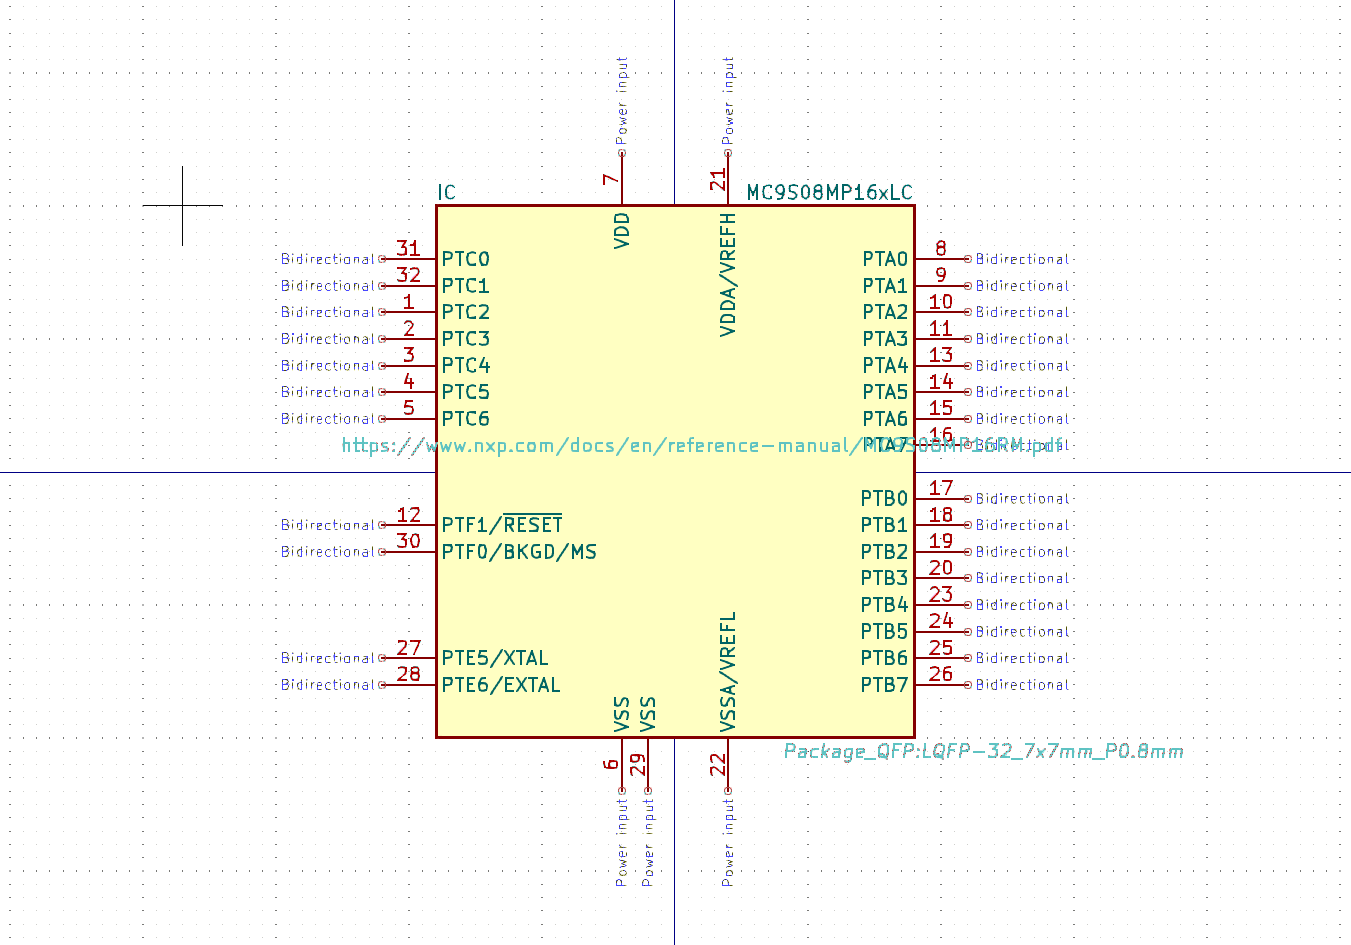 Power input
Power input
7
21
IC
MC9S08MP16xLC
VDD
VDDA/VREFH
Bidirectional 31 PTC0
PTA0 8 Bidirectional
Bidirectional 32 PTC1
PTA1 9 Bidirectional
Bidirectional 1 PTC2
PTA2 10 Bidirectional
Bidirectional 2 PTC3
PTA3 11 Bidirectional
Bidirectional 3 PTC4
PTA4 13 Bidirectional
Bidirectional 4 PTC5
PTA5 14 Bidirectional
Bidirectional 5 PTC6
PTA6 15 Bidirectional
https://www.nxp.com/docs/en/reference-manual/MC9S08MP16RM.pdf
PTA7 16 Bidirectional
PTB0 17 Bidirectional
Bidirectional 12 PTF1/RESET
PTB1 18 Bidirectional
Bidirectional 30 PTF0/BKGD/MS
PTB2 19 Bidirectional
PTB3 20 Bidirectional
PTB4 23 Bidirectional
PTB5 24 Bidirectional
Bidirectional 27 PTE5/XTAL
PTB6 25 Bidirectional
Bidirectional 28 PTE6/EXTAL
PTB7 26 Bidirectional
VSS
VSS
VSSA/VREFL
Package_QFP:LQFP-32_7x7mm_P0.8mm
6
29
22
Power input
Power input
Power input